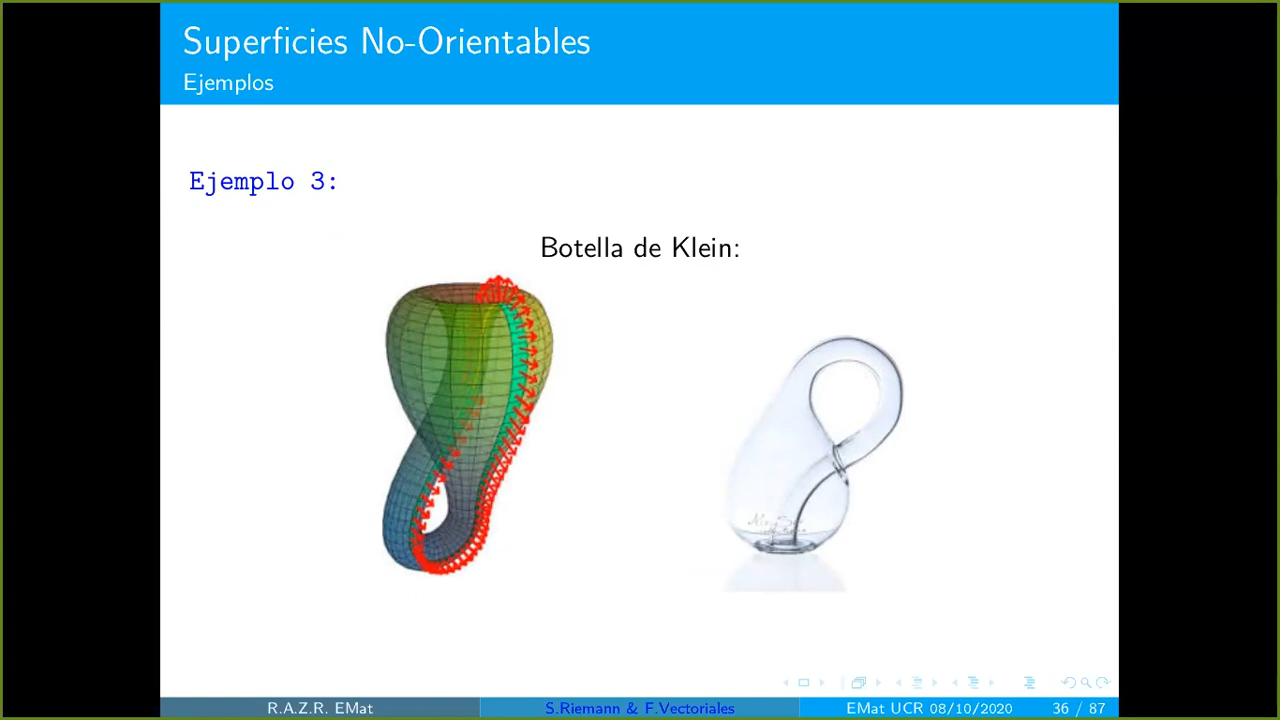 Superficies No-Orientables
Ejemplos
Ejemplo 3:
Botella de Klein:
R.A.Z.R. EMat
S.Riemann & F.Vectoriales
EMat UCR 08/10/2020
36 / 87